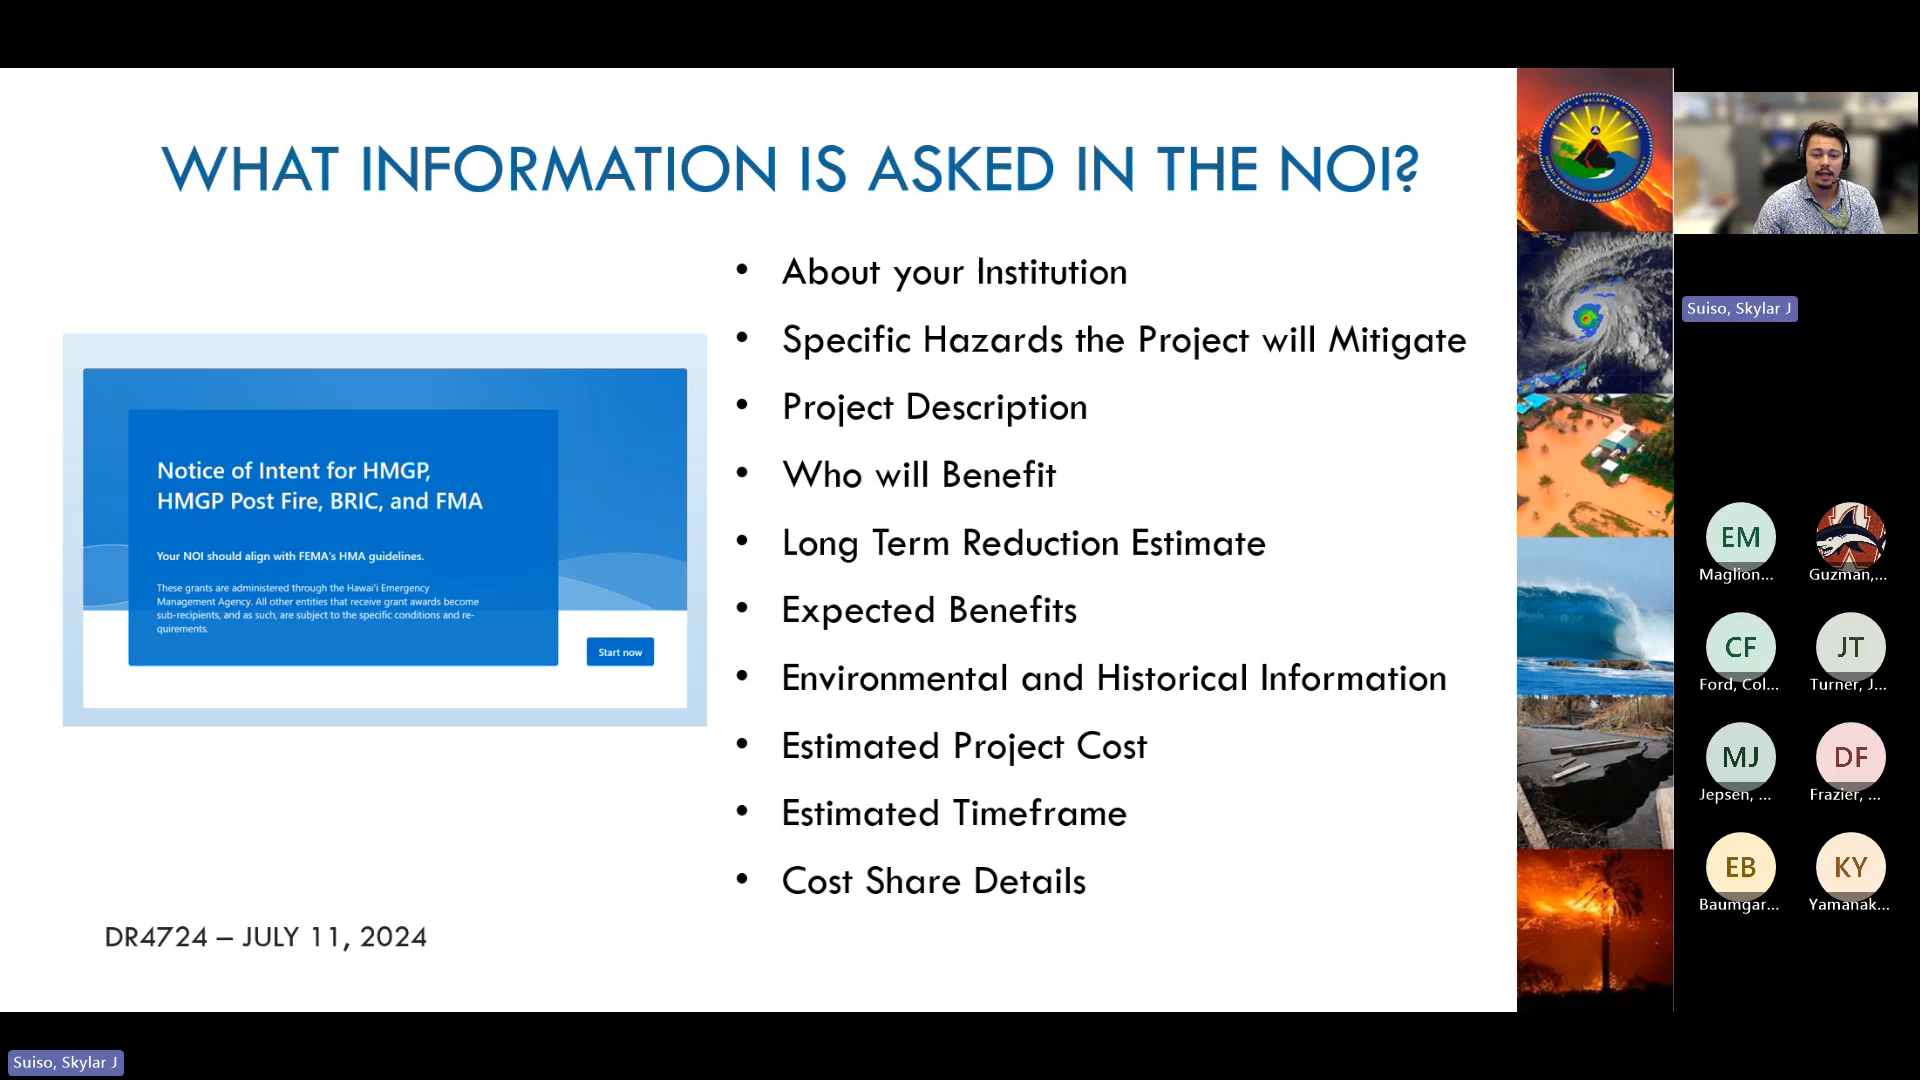 WHAT INFORMATION IS ASKED IN THE NOI?
Notice of Intent for HMGP,
HMGP Post Fire, BRIC, and FMA
Your NOI should align with FEMA's HMA guidelines.
These grants are administered through the Hawai'i Emergency
Management Agency. All other entities that receive grant awards become
sub-recipients, and as such, are subject to the specific conditions and re-
quirements.
Start now
• About your Institution
• Specific Hazards the Project will Mitigate
• Project Description
• Who will Benefit
• Long Term Reduction Estimate
• Expected Benefits
• Environmental and Historical Information
• Estimated Project Cost
• Estimated Timeframe
• Cost Share Details
DR4724 – JULY 11, 2024
Suiso, Skylar J
EM
Maglion...
Guzman,...
CF
Ford, Col...
JT
Turner, J...
MJ
Jepsen, ...
DF
Frazier, ...
EB
Baumgar...
KY
Yamanak...
Suiso, Skylar J